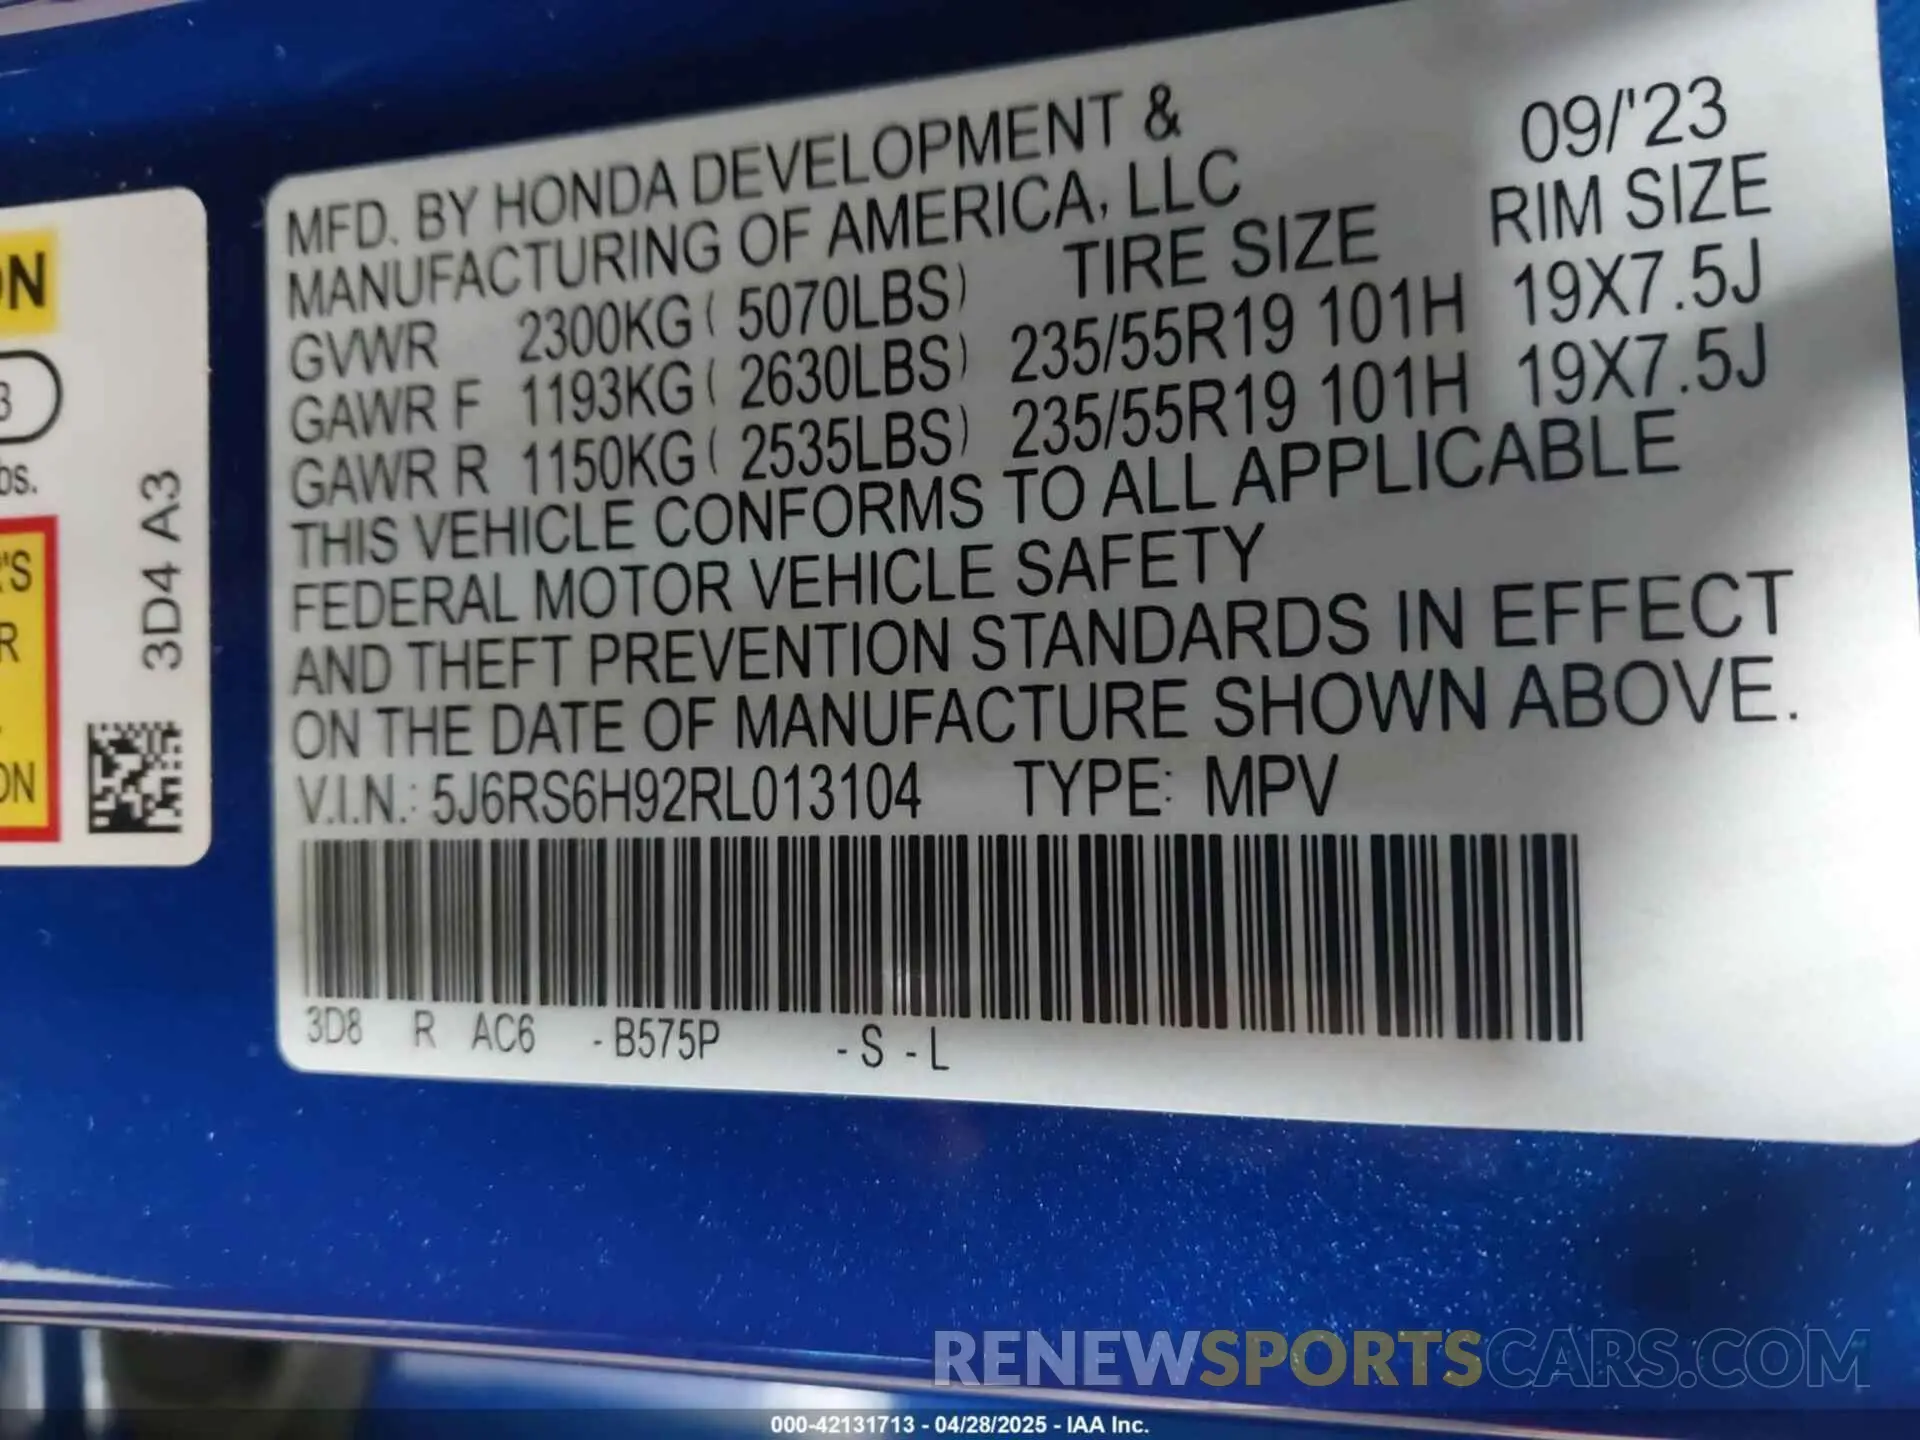 MFD. BY HONDA DEVELOPMENT & 09/'23
MANUFACTURING OF AMERICA, LLC
TIRE SIZE RIM SIZE
GVWR 2300KG ( 5070LBS)
GAWR F 1193KG ( 2630LBS) 235/55R19 101H 19X7.5J
GAWR R 1150KG ( 2535LBS) 235/55R19 101H 19X7.5J
THIS VEHICLE CONFORMS TO ALL APPLICABLE
FEDERAL MOTOR VEHICLE SAFETY
AND THEFT PREVENTION STANDARDS IN EFFECT
ON THE DATE OF MANUFACTURE SHOWN ABOVE.
V.I.N.: 5J6RS6H92RL013104 TYPE: MPV
3D8 R AC6 -B575P -S -L
3D4 A3
RENEWSPORTSCARS.COM
000-42131713 - 04/28/2025 - IAA Inc.